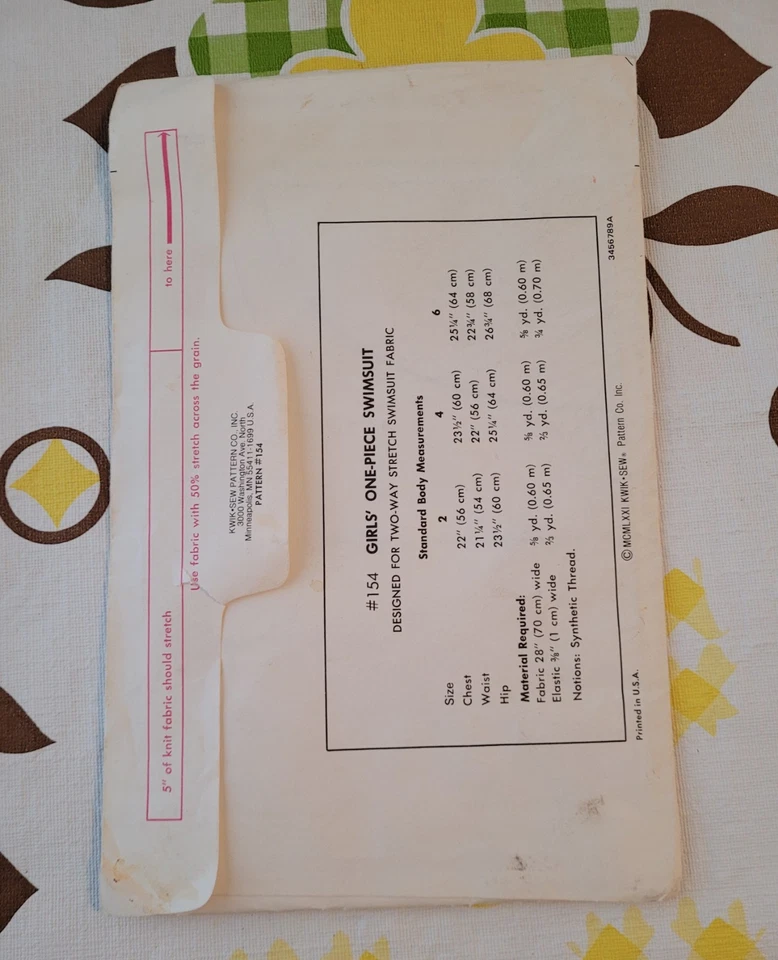 5" of knit fabric should stretch to here
Use fabric with 50% stretch across the grain.
KWIK•SEW PATTERN CO., INC.
3000 Washington Ave. North
Minneapolis, MN 55411-1699 U.S.A.
PATTERN #154
#154 GIRLS' ONE-PIECE SWIMSUIT
DESIGNED FOR TWO-WAY STRETCH SWIMSUIT FABRIC
Standard Body Measurements
Size 2 4 6
Chest 22" (56 cm) 23½" (60 cm) 25¼" (64 cm)
Waist 21¼" (54 cm) 22" (56 cm) 22¾" (58 cm)
Hip 23½" (60 cm) 25¼" (64 cm) 26¾" (68 cm)
Material Required:
Fabric 28" (70 cm) wide ⅝ yd. (0.60 m) ⅝ yd. (0.60 m) ⅝ yd. (0.60 m)
Elastic ⅜" (1 cm) wide ⅔ yd. (0.65 m) ⅔ yd. (0.65 m) ¾ yd. (0.70 m)
Notions: Synthetic Thread.
©MCMLXXI KWIK•SEW® Pattern Co. Inc.
Printed in U.S.A. 3456789A